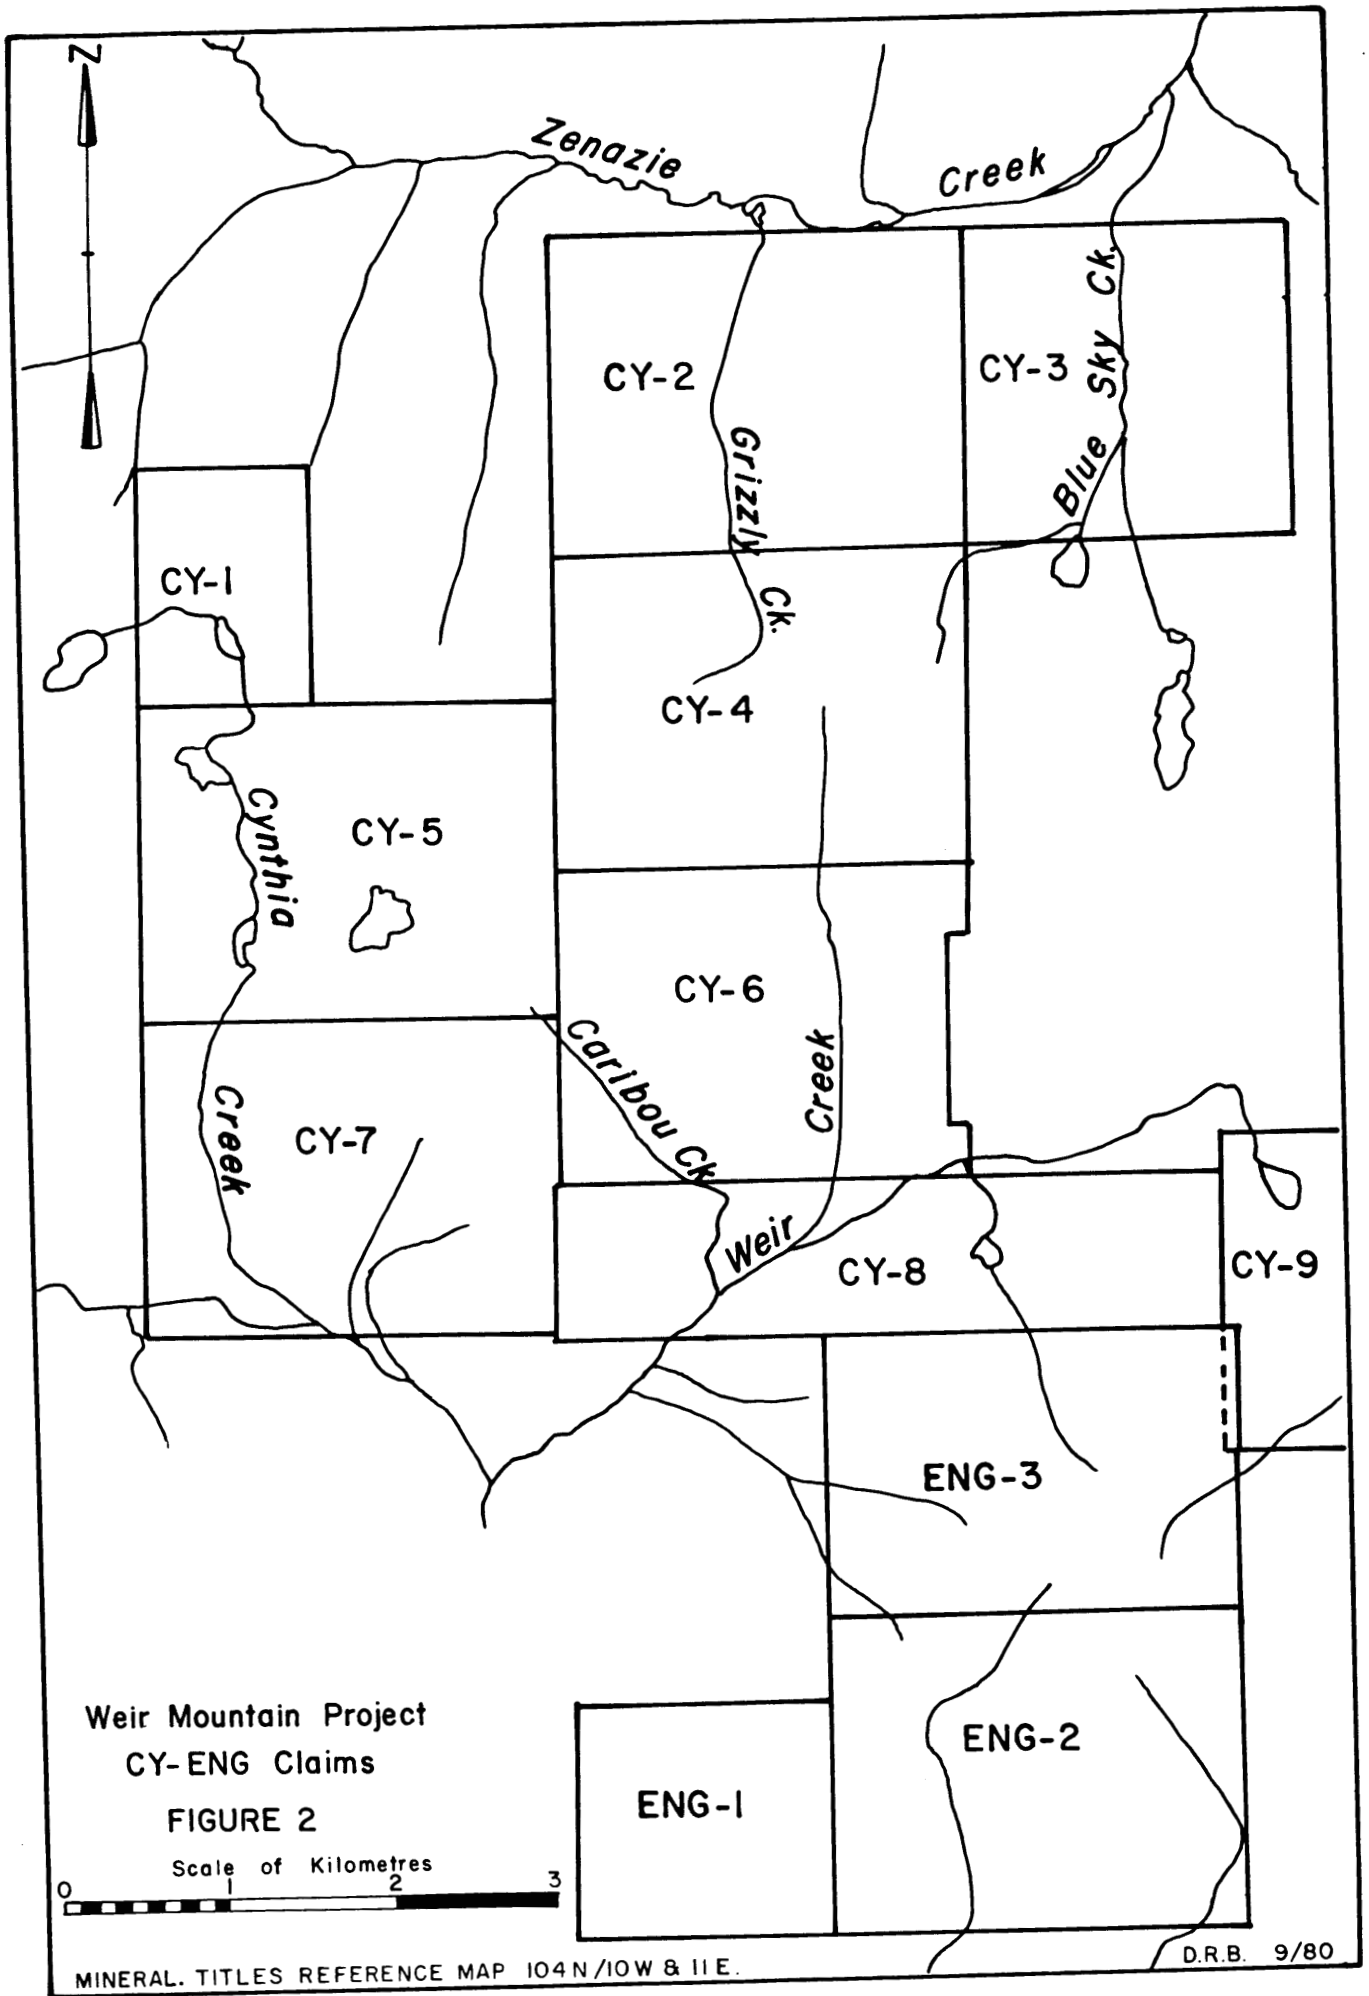 N
Zenazie Creek
CY-2
CY-3
Blue Sky Ck.
Grizzly Ck.
CY-1
CY-4
Cynthia Creek
CY-5
CY-6
Caribou Ck.
Weir Creek
CY-7
CY-8
CY-9
ENG-3
ENG-2
ENG-1
Weir Mountain Project
CY-ENG Claims
FIGURE 2
Scale of Kilometres
0 1 2 3
MINERAL. TITLES REFERENCE MAP 104N/10W & 11E.
D.R.B. 9/80